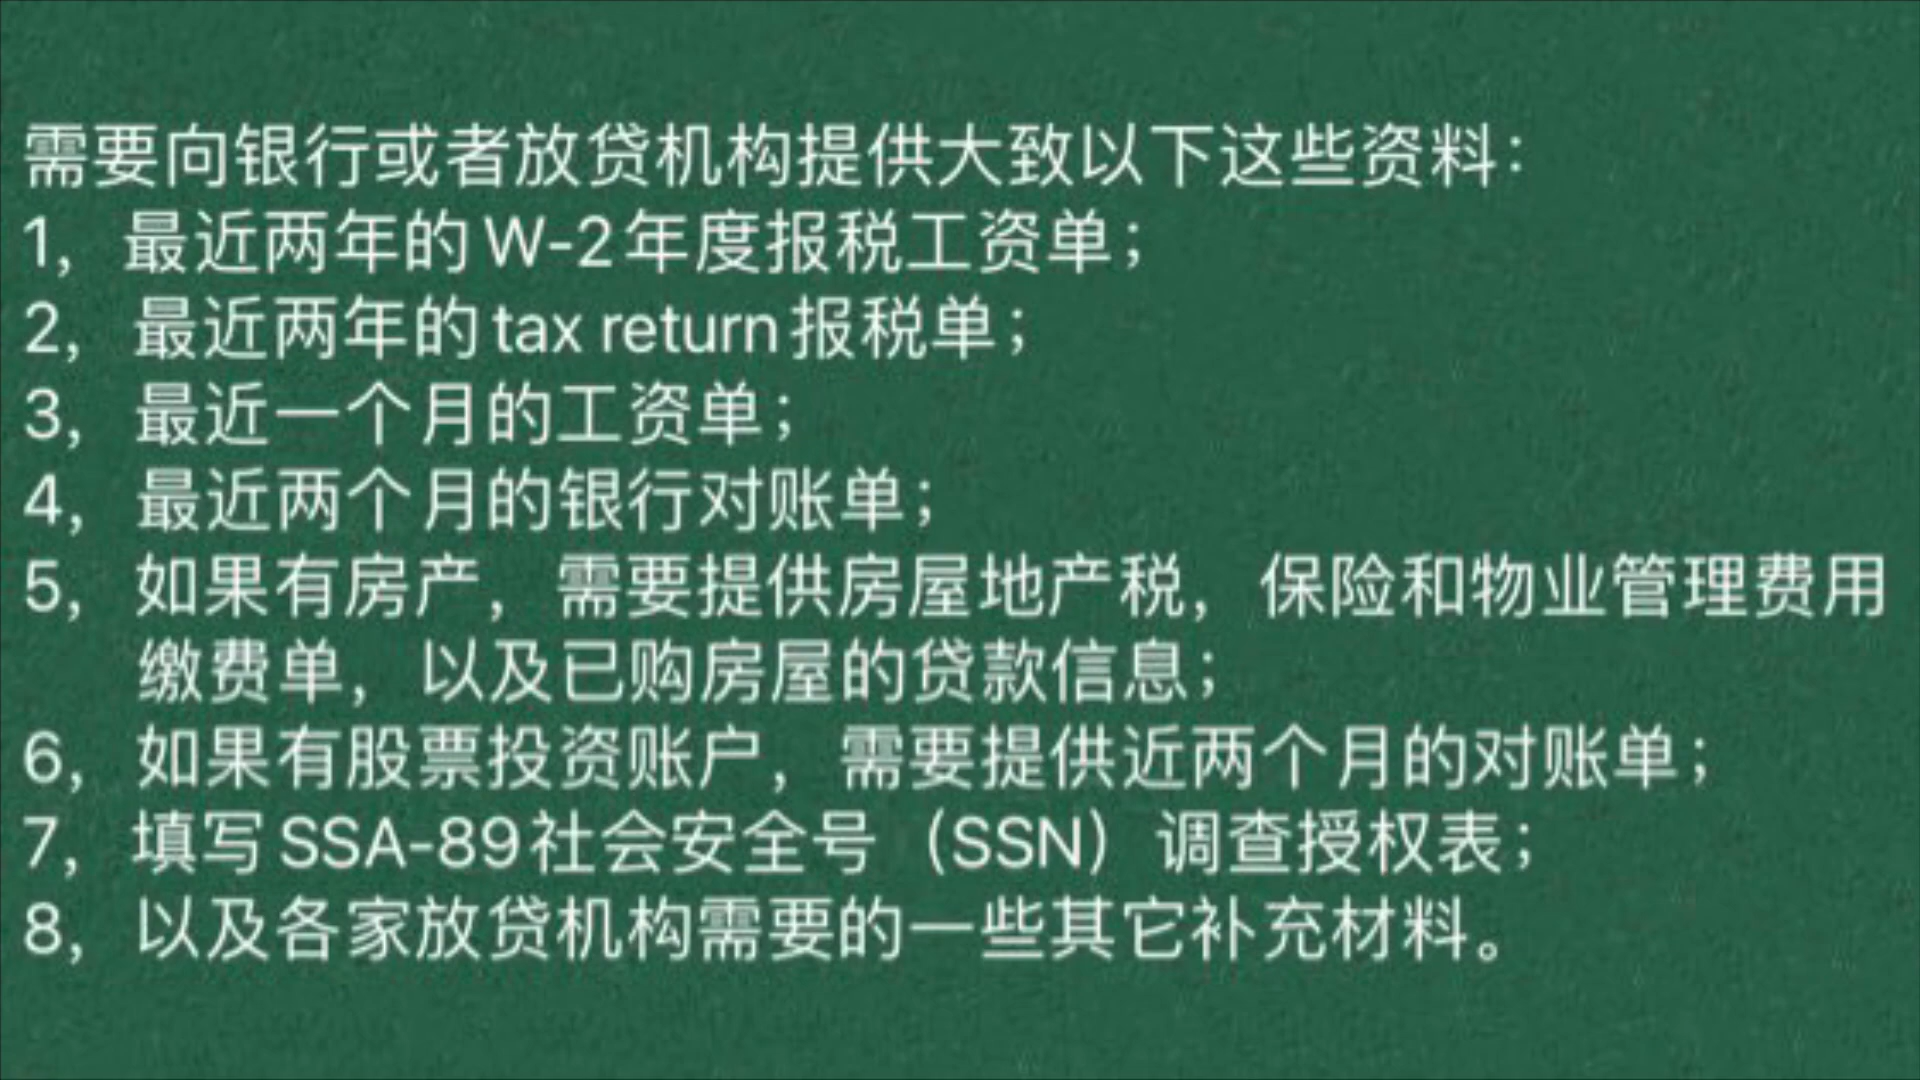 需要向银行或者放贷机构提供大致以下这些资料：
1，最近两年的W-2年度报税工资单；
2，最近两年的tax return报税单；
3，最近一个月的工资单；
4，最近两个月的银行对账单；
5，如果有房产，需要提供房屋地产税，保险和物业管理费用
缴费单，以及已购房屋的贷款信息；
6，如果有股票投资账户，需要提供近两个月的对账单；
7，填写SSA-89社会安全号（SSN）调查授权表；
8，以及各家放贷机构需要的一些其它补充材料。